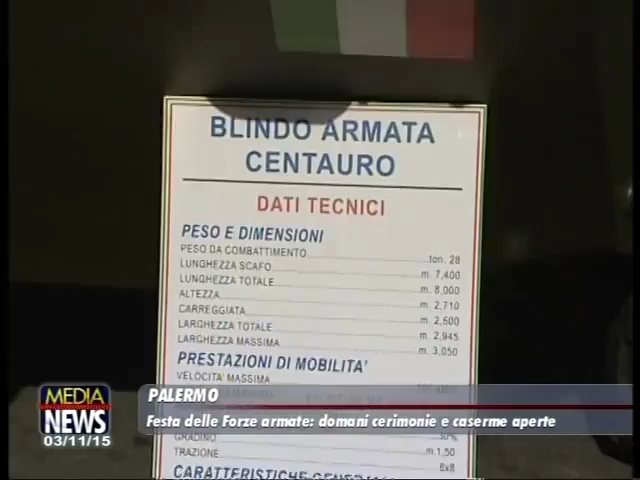 BLINDO ARMATA
CENTAURO
DATI TECNICI
PESO E DIMENSIONI
PESO DA COMBATTIMENTO ton. 28
LUNGHEZZA SCAFO m. 7,400
LUNGHEZZA TOTALE m. 8,000
ALTEZZA m. 2,710
CARREGGIATA m. 2,500
LARGHEZZA TOTALE m. 2,945
LARGHEZZA MASSIMA m. 3,050
PRESTAZIONI DI MOBILITA'
VELOCITA' MASSIMA
MEDIA PALERMO
NEWS Festa delle Forze armate: domani cerimonie e caserme aperte
03/11/15
GRADINO m. 1,50
TRAZIONE 8x8
CARATTERISTICHE GENERALI